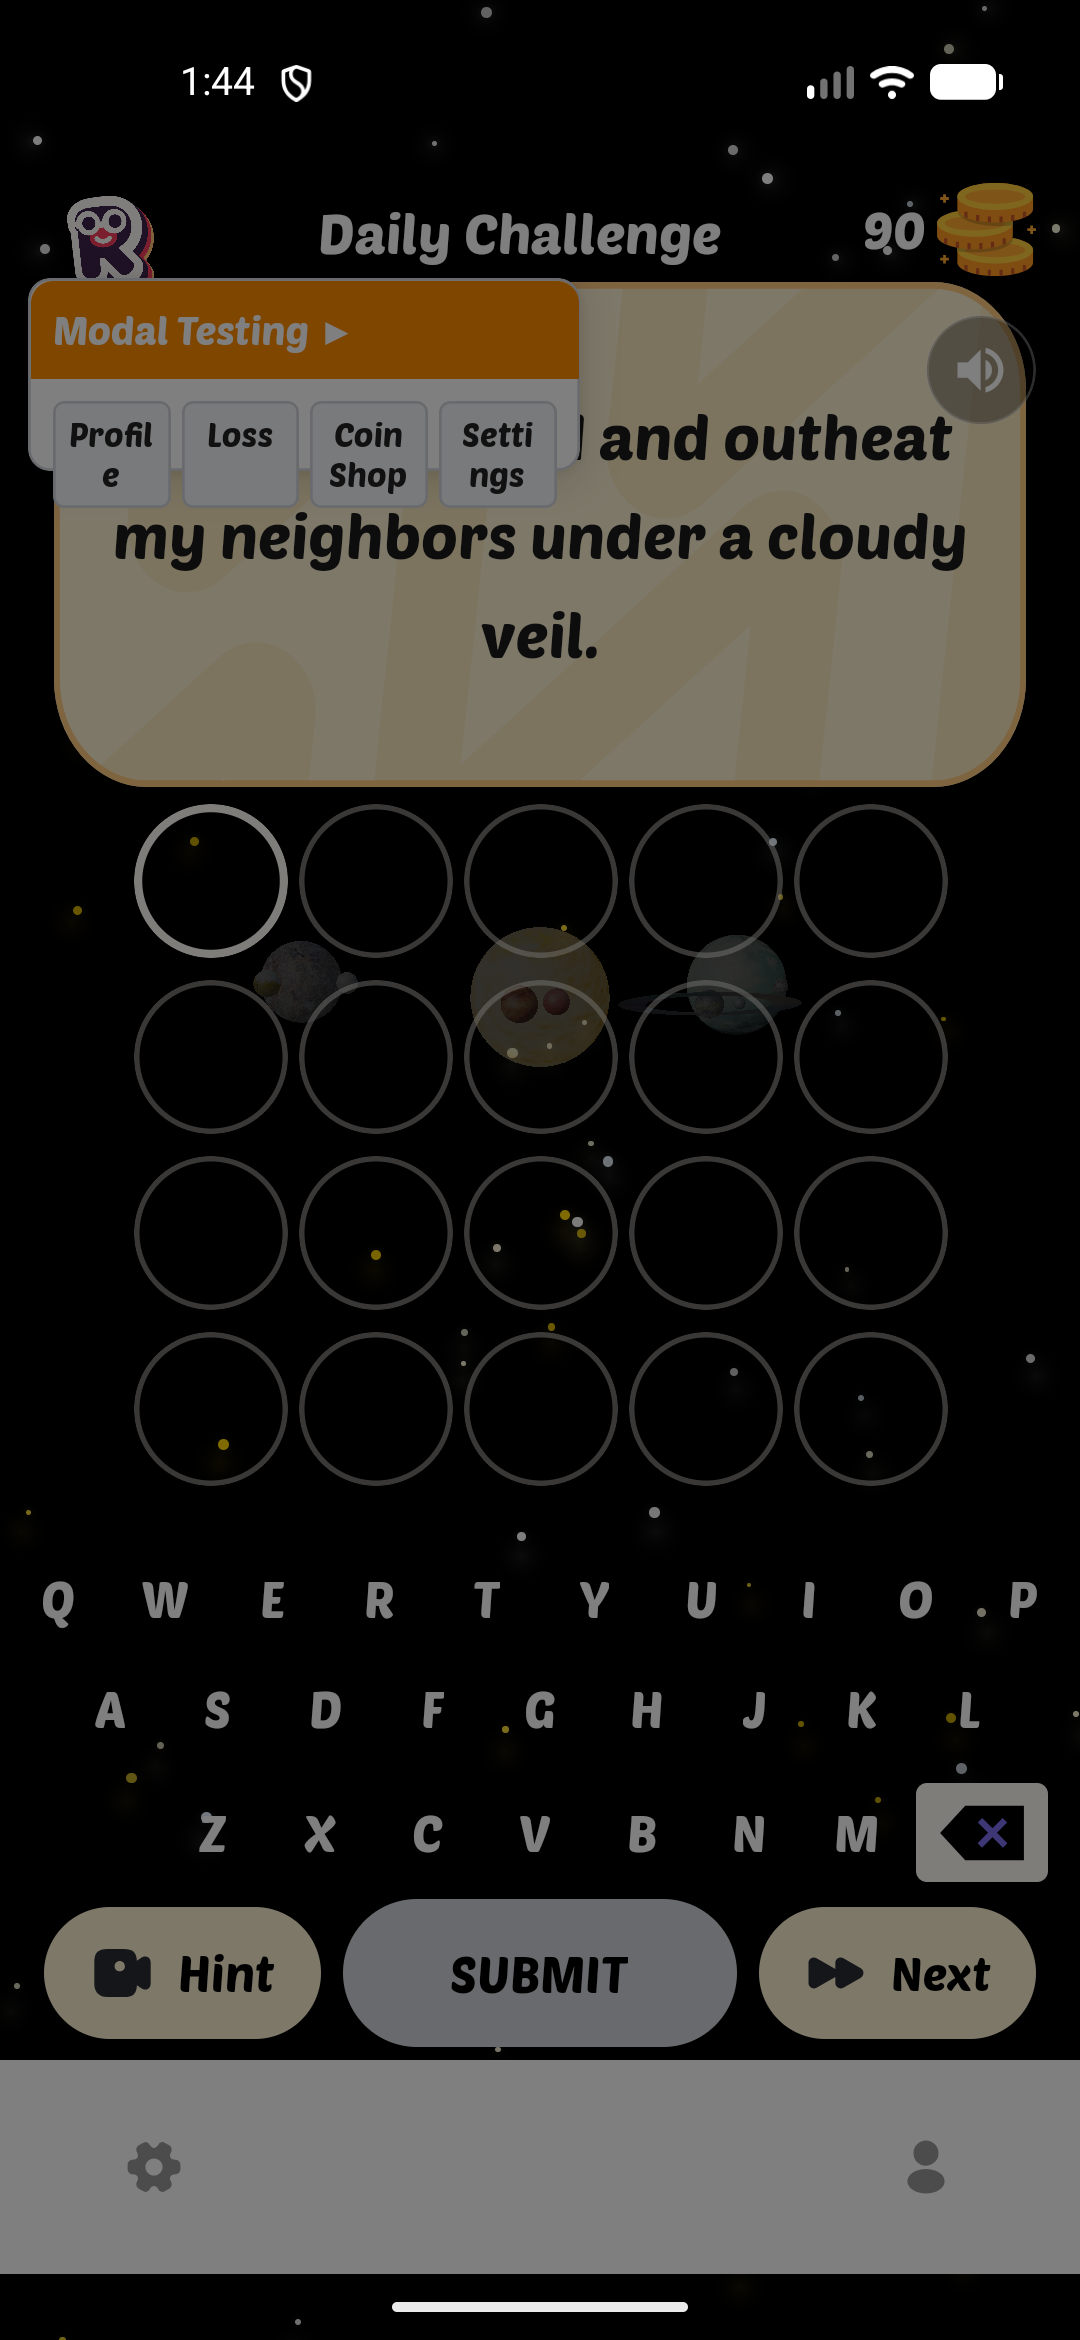 1:44
Daily Challenge
90
Modal Testing ►
Profil
e
Loss
Coin
Shop
Setti
ngs
and outheat
my neighbors under a cloudy
veil.
Q W E R T Y U I O P
A S D F G H J K L
Z X C V B N M
Hint
SUBMIT
Next